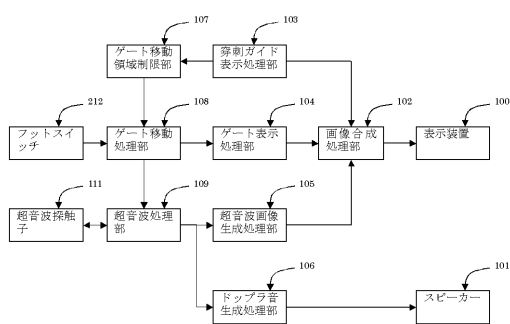 107
103
ゲート移動
領域制限部
穿刺ガイド
表示処理部
212
108
104
102
100
フットスイ
ッチ
ゲート移動
処理部
ゲート表示
処理部
画像合成
処理部
表示装置
111
109
105
超音波探触
子
超音波処理
部
超音波画像
生成処理部
106
101
ドップラ音
生成処理部
スピーカー